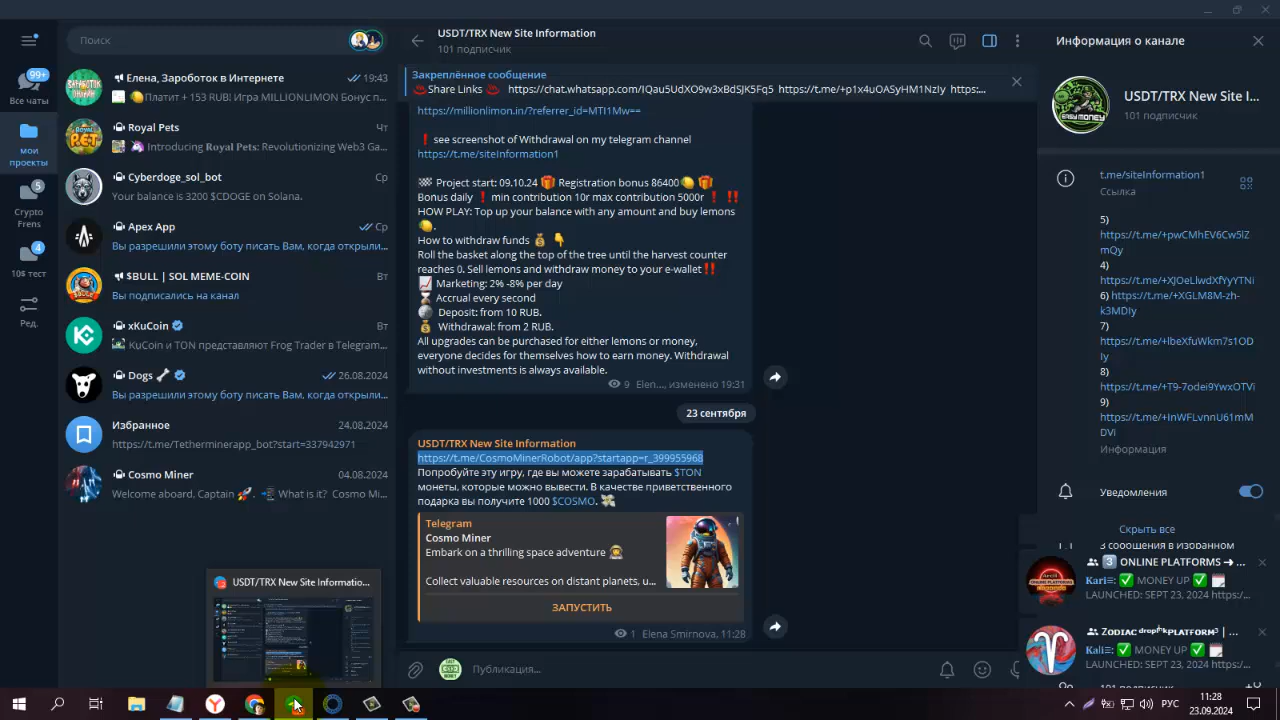 Поиск
99+
Все чаты
мои
проекты
5
Crypto
Frens
4
10$ тест
Ред.
Елена, Зароботок в Интернете
19:43
Платит + 153 RUB! Игра MILLIONLIMON Бонус п...
Royal Pets
Чт
Introducing Royal Pets: Revolutionizing Web3 Ga...
Cyberdoge_sol_bot
Ср
Your balance is 3200 $CDOGE on Solana.
Apex App
Ср
Вы разрешили этому боту писать Вам, когда открыли...
$BULL | SOL MEME-COIN
Вт
Вы подписались на канал
xKuCoin
Вт
KuCoin и TON представляют Frog Trader в Telegram...
Dogs
26.08.2024
Вы разрешили этому боту писать Вам, когда открыли...
Избранное
24.08.2024
https://t.me/Tetherminerapp_bot?start=337942971
Cosmo Miner
04.08.2024
Welcome aboard, Captain 🚀. What is it? Cosmo Mi...
USDT/TRX New Site Informatio...
USDT/TRX New Site Information
101 подписчик
Закреплённое сообщение
♨️Share Links ♨️ https://chat.whatsapp.com/IQau5UdXO9w3xBdSJK5Fq5 https://t.me/+p1x4uOASyHM1NzIy https:...
https://millionlimon.in/?referrer_id=MTI1Mw==
❗ see screenshot of Withdrawal on my telegram channel
https://t.me/siteInformation1
🏁 Project start: 09.10.24 🎁 Registration bonus 86400🍋 🎁
Bonus daily ❗ min contribution 10r max contribution 5000r ❗ ‼️
HOW PLAY: Top up your balance with any amount and buy lemons
🍋.
How to withdraw funds 💰 👇
Roll the basket along the top of the tree until the harvest counter
reaches 0. Sell lemons and withdraw money to your e-wallet‼️
📈 Marketing: 2% -8% per day
⏳ Accrual every second
Deposit: from 10 RUB.
💰 Withdrawal: from 2 RUB.
All upgrades can be purchased for either lemons or money,
everyone decides for themselves how to earn money. Withdrawal
without investments is always available.
9 Elen..., изменено 19:31
23 сентября
USDT/TRX New Site Information
https://t.me/CosmoMinerRobot/app?startapp=r_399955968
Попробуйте эту игру, где вы можете зарабатывать $TON
монеты, которые можно вывести. В качестве приветственного
подарка вы получите 1000 $COSMO. 💸
Telegram
Cosmo Miner
Embark on a thrilling space adventure 👨‍🚀
Collect valuable resources on distant planets, u...
ЗАПУСТИТЬ
1 Elena Smirnova, 11:28
Публикация...
Информация о канале
EASY MONEY
USDT/TRX New Site I...
101 подписчик
t.me/siteInformation1
Ссылка
5)
https://t.me/+pwCMhEV6Cw5lZ
mQy
4)
https://t.me/+XJOeLlwdXfYyYTNi
6) https://t.me/+XGLM8M-zh-
k3MDIy
7)
https://t.me/+lbeXfuWkm7s1OD
Iy
8)
https://t.me/+T9-7odei9YwxOTVi
9)
https://t.me/+InWFLvnnU61mM
DVi
Информация
Уведомления
Скрыть все
3 сообщения в Избранном
3️⃣ ONLINE PLATFORMS ➜ ...
Kari≡: ✅ MONEY UP ✅
LAUNCHED: SEPT 23, 2024 https:/...
Kari≡: ✅ MONEY UP ✅
LAUNCHED: SEPT 23, 2024 https:/...
101 подписчик
РУС
11:28
23.09.2024